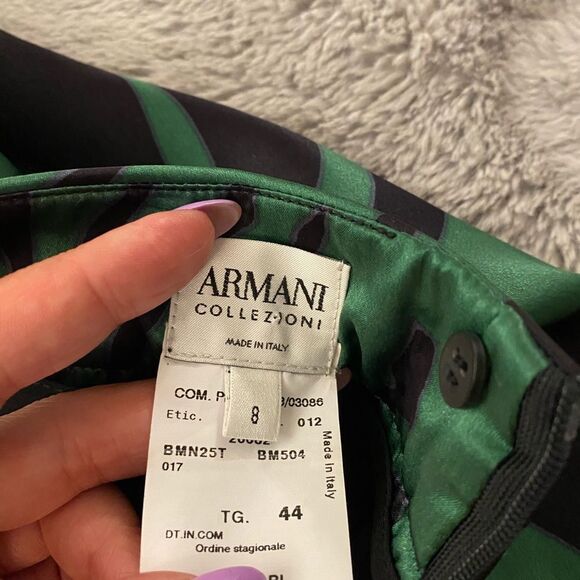 ARMANI
COLLEZIONI
MADE IN ITALY
8
COM. P /03086
Etic. 012
Made in Italy
BMN25T BM504
017
TG. 44
DT.IN.COM
Ordine stagionale